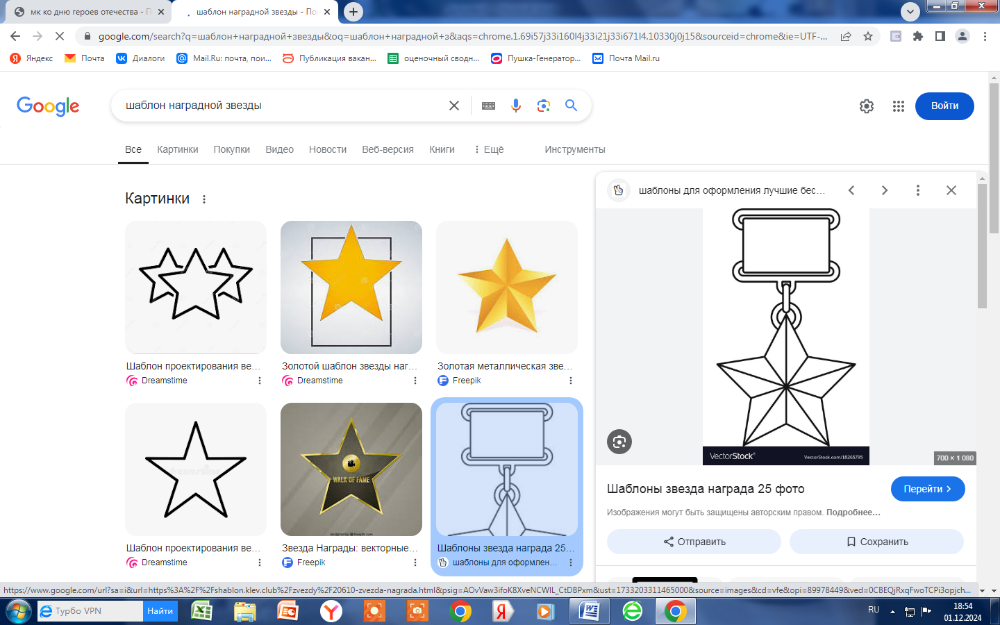 мк ко дню героев отечества - П
шаблон наградной звезды - По
google.com/search?q=шаблон+наградной+звезды&oq=шаблон+наградной+з&aqs=chrome.1.69i57j33i160l4j33i21j33i671l4.10330j0j15&sourceid=chrome&ie=UTF-...
Яндекс
Почта
Диалоги
Mail.Ru: почта, пои...
Публикация вакан...
оценочный сводн...
Пушка-Генератор...
Почта Mail.ru
Google
шаблон наградной звезды
Войти
Все
Картинки
Покупки
Видео
Новости
Веб-версия
Книги
Ещё
Инструменты
Картинки
шаблоны для оформления лучшие бес...
Шаблон проектирования ве...
Dreamstime
Золотой шаблон звезды наг...
Dreamstime
Золотая металлическая зве...
Freepik
dreamstime
WALK OF FAME
designed by freepik.com
Шаблон проектирования ве...
Dreamstime
Звезда Награды: векторные...
Freepik
Шаблоны звезда награда 25...
шаблоны для оформлен...
VectorStock®
VectorStock.com/18265795
700 × 1 080
Шаблоны звезда награда 25 фото
Перейти
Изображения могут быть защищены авторским правом. Подробнее...
Отправить
Сохранить
https://www.google.com/url?sa=i&url=https%3A%2F%2Fshablon.klev.club%2Fzvezdy%2F20610-zvezda-nagrada.html&psig=AOvVaw3ifoK8XveNCWIL_CtDBPxm&ust=1733203311465000&source=images&cd=vfe&opi=89978449&ved=0CBEQjRxqFwoTCPi3opjch...
Турбо VPN
Найти
RU
18:54
01.12.2024